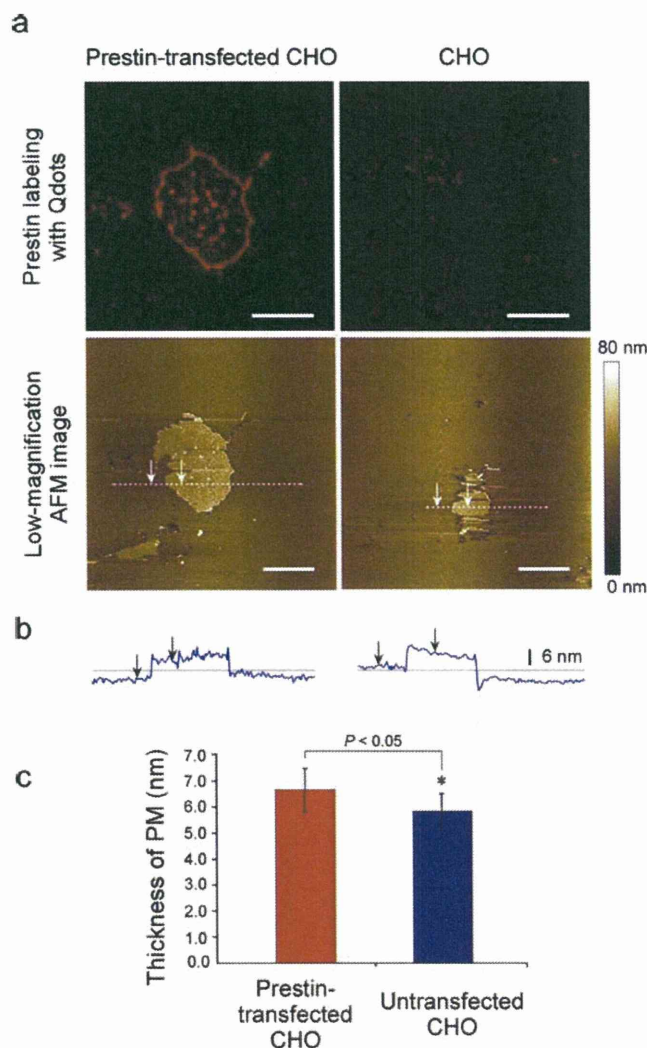 a
Prestin-transfected CHO
CHO
Prestin labeling
with Qdots
Low-magnification
AFM image
80 nm
0 nm
b
6 nm
c
P < 0.05
*
Thickness of PM (nm)
7.0
7.0
6.0
5.0
4.0
3.0
2.0
1.0
0.0
Prestin-
transfected
CHO
Untransfected
CHO